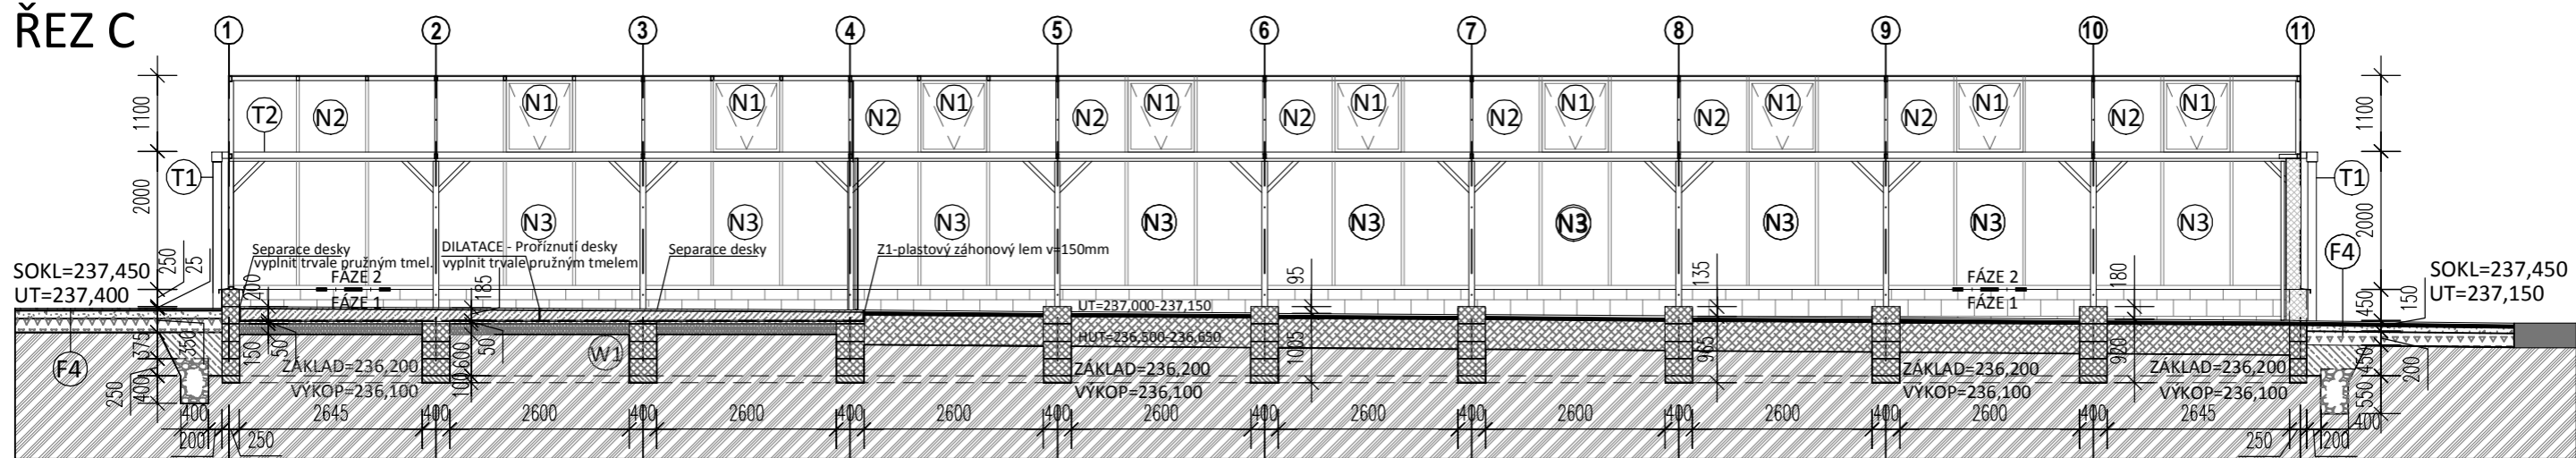 ŘEZ C
1 2 3 4 5 6 7 8 9 10 11
N1 N1 N1 N1 N1 N1 N1 N1 N1
T2 N2 N2 N2 N2 N2 N2 N2 N2
1100 1100
T1 T1
2000 2000
N3 N3 N3 N3 N3 N3 N3 N3 N3
Separace desky
vyplnit trvale pružným tmel.
DILATACE - Proříznutí desky
vyplnit trvale pružným tmelem
Separace desky
Z1-plastový záhonový lem v=150mm
F4
SOKL=237,450
UT=237,400
250 25
FÁZE 2
FÁZE 1
200 185
95 135 180
FÁZE 2
FÁZE 1
SOKL=237,450
UT=237,150
450 150
UT=237,000-237,150
HUT=236,500-236,650
375 350 150 50 600 50
W1
1005 965 920
450 200
F4
ZÁKLAD=236,200
VÝKOP=236,100
100
ZÁKLAD=236,200
VÝKOP=236,100
ZÁKLAD=236,200
VÝKOP=236,100
ZÁKLAD=236,200
VÝKOP=236,100
250 400
550
400 2645 400 2600 400 2600 400 2600 400 2600 400 2600 400 2600 400 2600 400 2600 400 2645 400
200 250
250 200